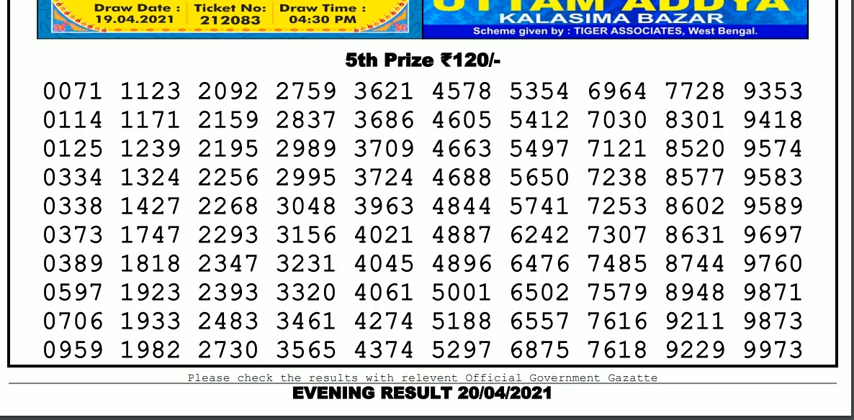 Draw Date : Ticket No: Draw Time :
19.04.2021 212083 04:30 PM
UTTAM ADDYA
KALASIMA BAZAR
Scheme given by : TIGER ASSOCIATES, West Bengal.
5th Prize ₹120/-
0071 1123 2092 2759 3621 4578 5354 6964 7728 9353
0114 1171 2159 2837 3686 4605 5412 7030 8301 9418
0125 1239 2195 2989 3709 4663 5497 7121 8520 9574
0334 1324 2256 2995 3724 4688 5650 7238 8577 9583
0338 1427 2268 3048 3963 4844 5741 7253 8602 9589
0373 1747 2293 3156 4021 4887 6242 7307 8631 9697
0389 1818 2347 3231 4045 4896 6476 7485 8744 9760
0597 1923 2393 3320 4061 5001 6502 7579 8948 9871
0706 1933 2483 3461 4274 5188 6557 7616 9211 9873
0959 1982 2730 3565 4374 5297 6875 7618 9229 9973
Please check the results with relevent Official Government Gazatte
EVENING RESULT 20/04/2021